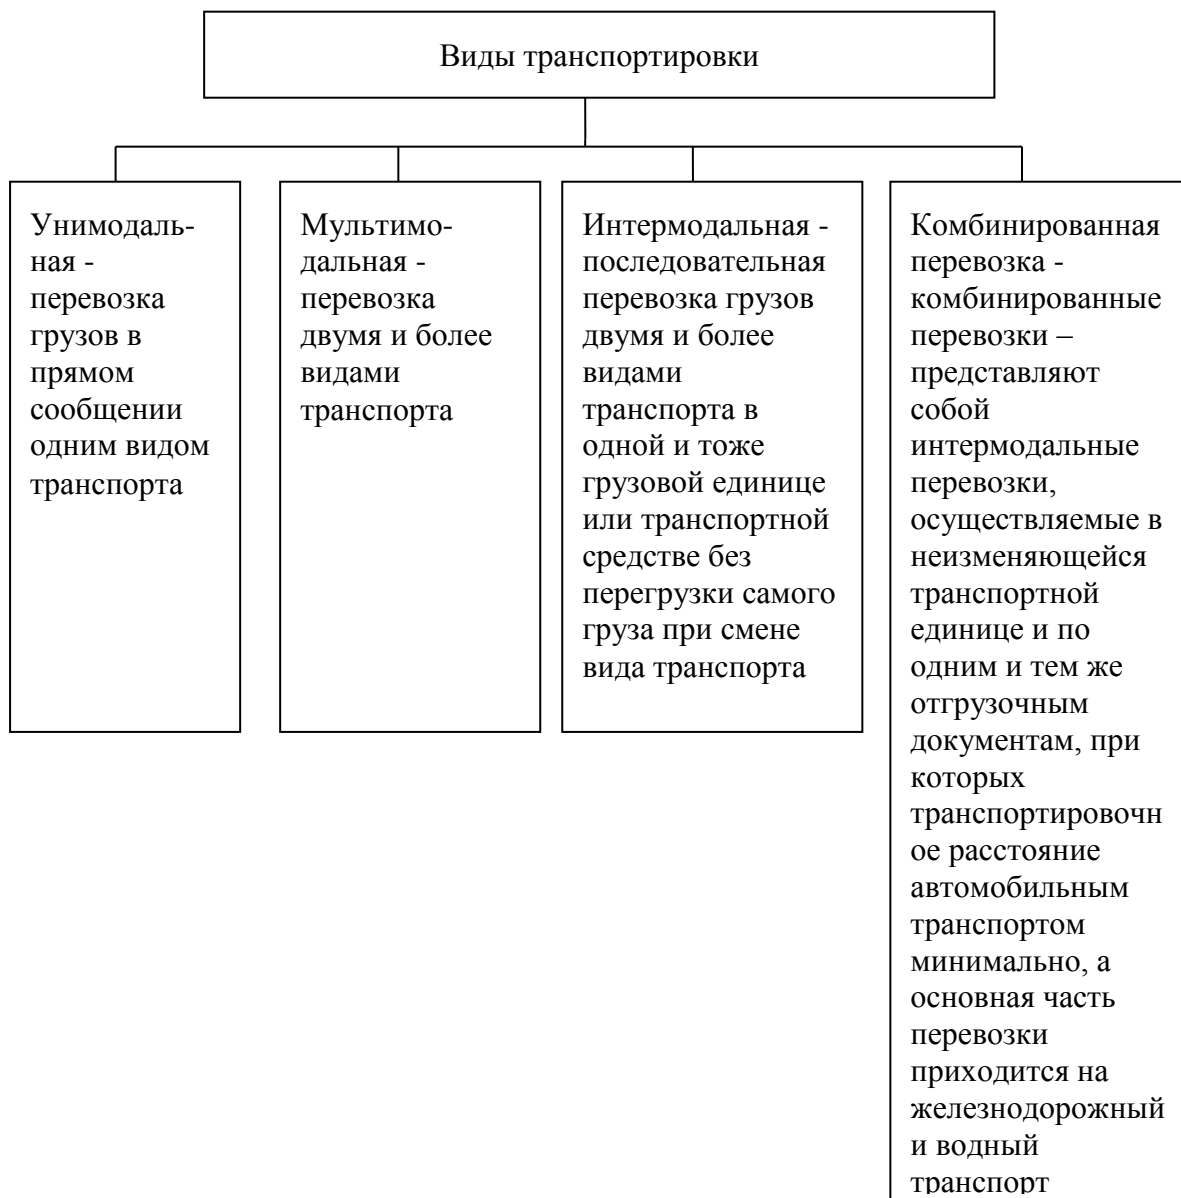 Виды транспортировки
Унимодаль-
ная -
перевозка
грузов в
прямом
сообщении
одним видом
транспорта
Мультимо-
дальная -
перевозка
двумя и более
видами
транспорта
Интермодальная -
последовательная
перевозка грузов
двумя и более
видами
транспорта в
одной и тоже
грузовой единице
или транспортной
средстве без
перегрузки самого
груза при смене
вида транспорта
Комбинированная
перевозка -
комбинированные
перевозки –
представляют
собой
интермодальные
перевозки,
осуществляемые в
неизменяющейся
транспортной
единице и по
одним и тем же
отгрузочным
документам, при
которых
транспортировочн
ое расстояние
автомобильным
транспортом
минимально, а
основная часть
перевозки
приходится на
железнодорожный
и водный
транспорт